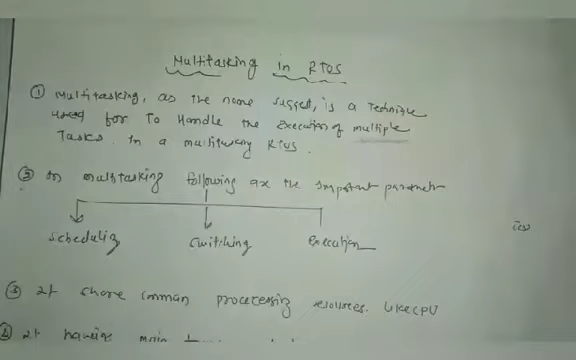 Multitasking in RTOS
① Multitasking, as the name suggest, is a Technique
used for To Handle the execution of multiple
Tasks. In a multitasking RTOS.
② In multitasking following are the Important parameter
scheduling switching Execution
③ It share common processing resources. Like CPU
④ It